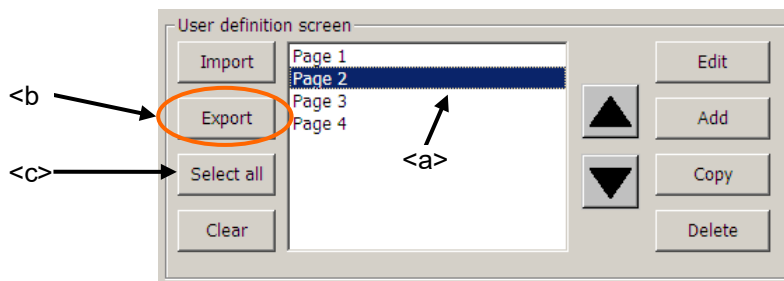 User definition screen
Import
Page 1
Edit
Page 2
<b
Export
Page 3
Add
Page 4
<a>
<c>
Select all
Copy
Clear
Delete